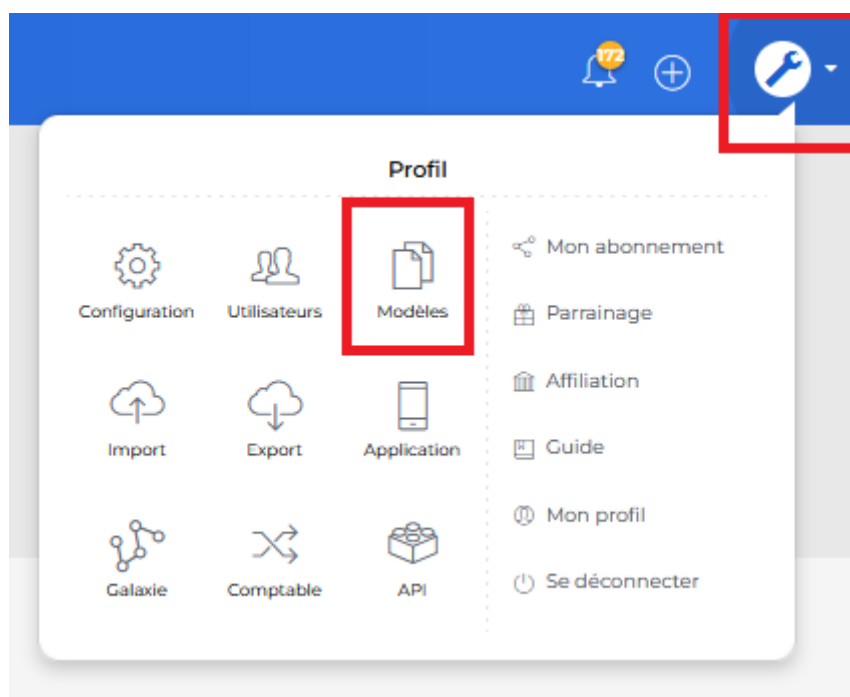 172
Profil
Configuration
Utilisateurs
Modèles
Import
Export
Application
Galaxie
Comptable
API
Mon abonnement
Parrainage
Affiliation
Guide
Mon profil
Se déconnecter